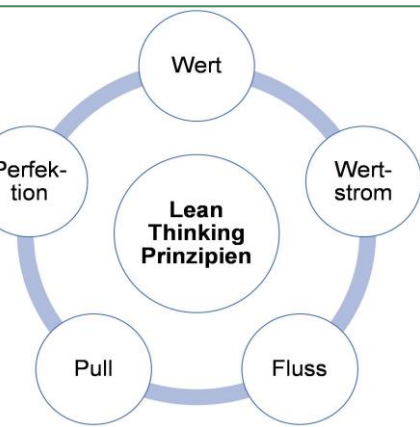 Wert
Wert-
strom
Fluss
Pull
Perfek-
tion
Lean
Thinking
Prinzipien